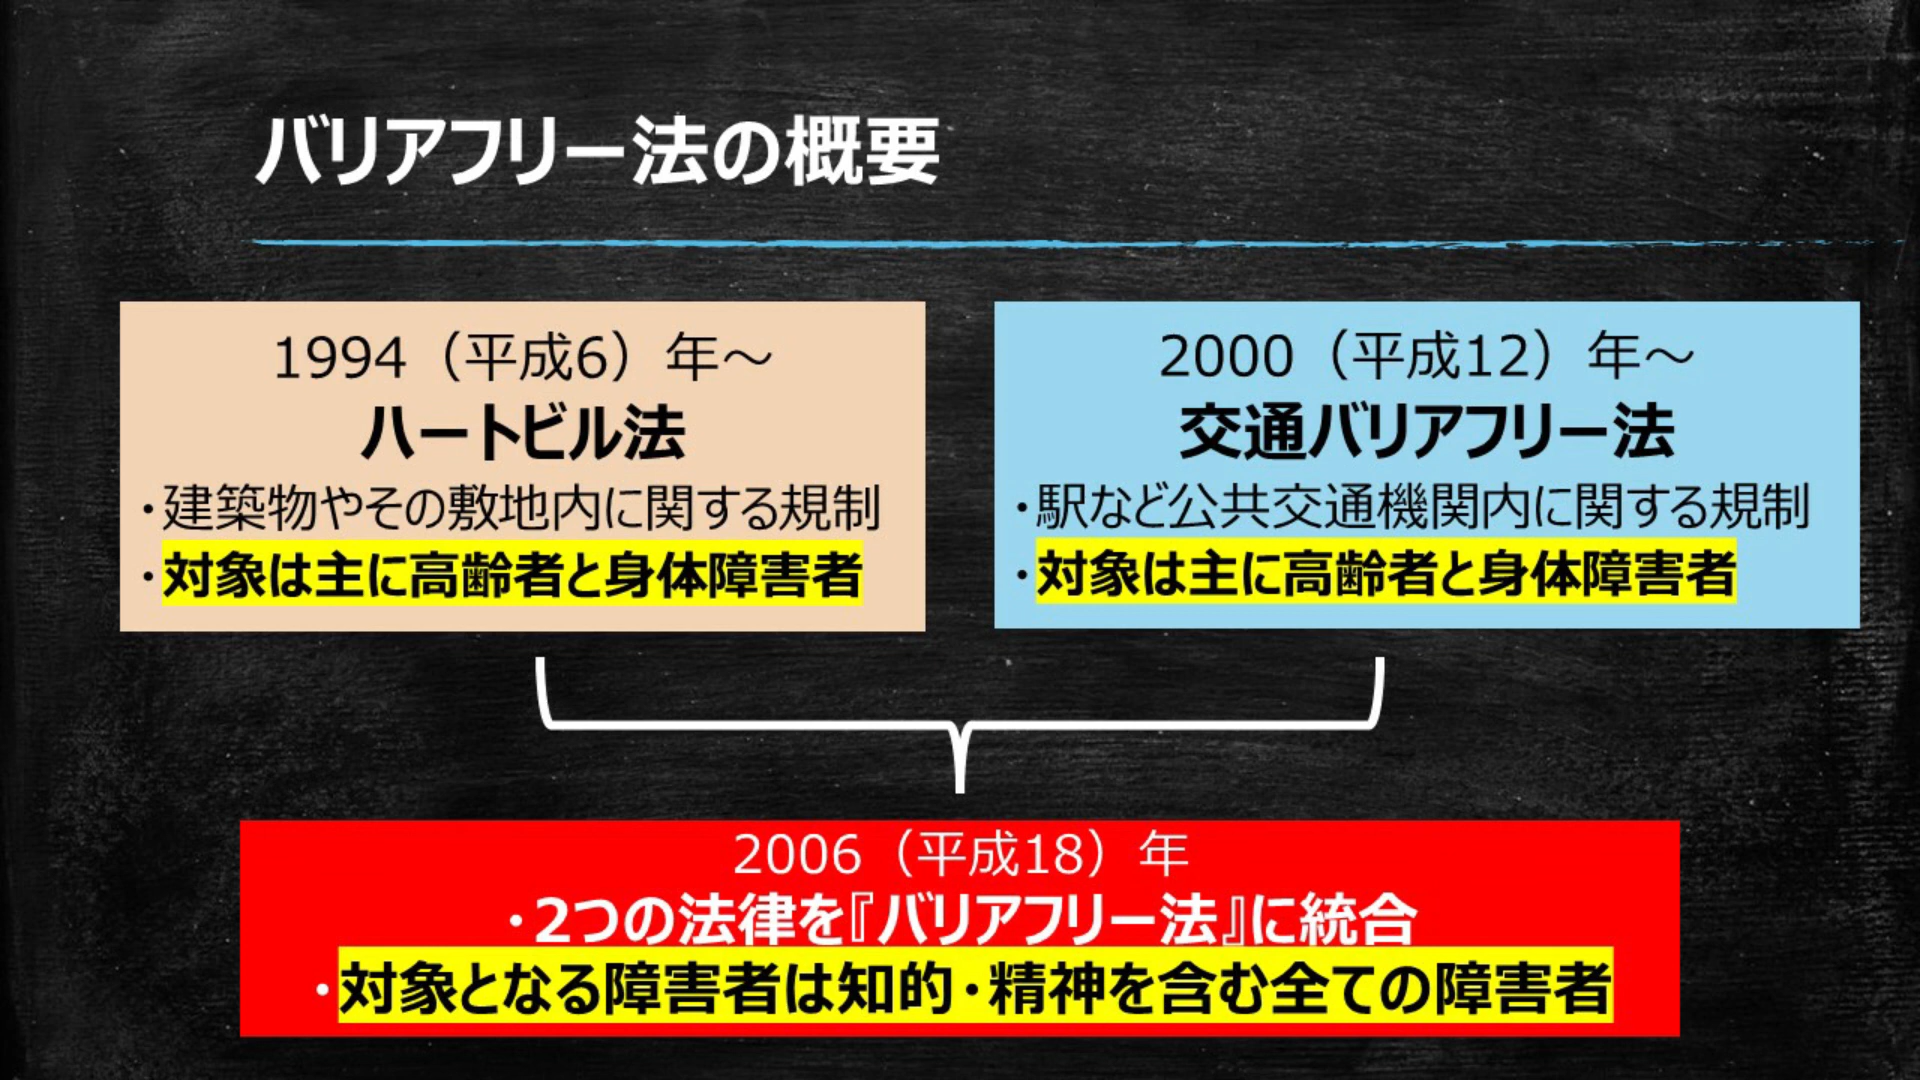 バリアフリー法の概要
1994（平成6）年～
ハートビル法
・建築物やその敷地内に関する規制
・対象は主に高齢者と身体障害者
2000（平成12）年～
交通バリアフリー法
・駅など公共交通機関内に関する規制
・対象は主に高齢者と身体障害者
2006（平成18）年
・2つの法律を『バリアフリー法』に統合
・対象となる障害者は知的・精神を含む全ての障害者